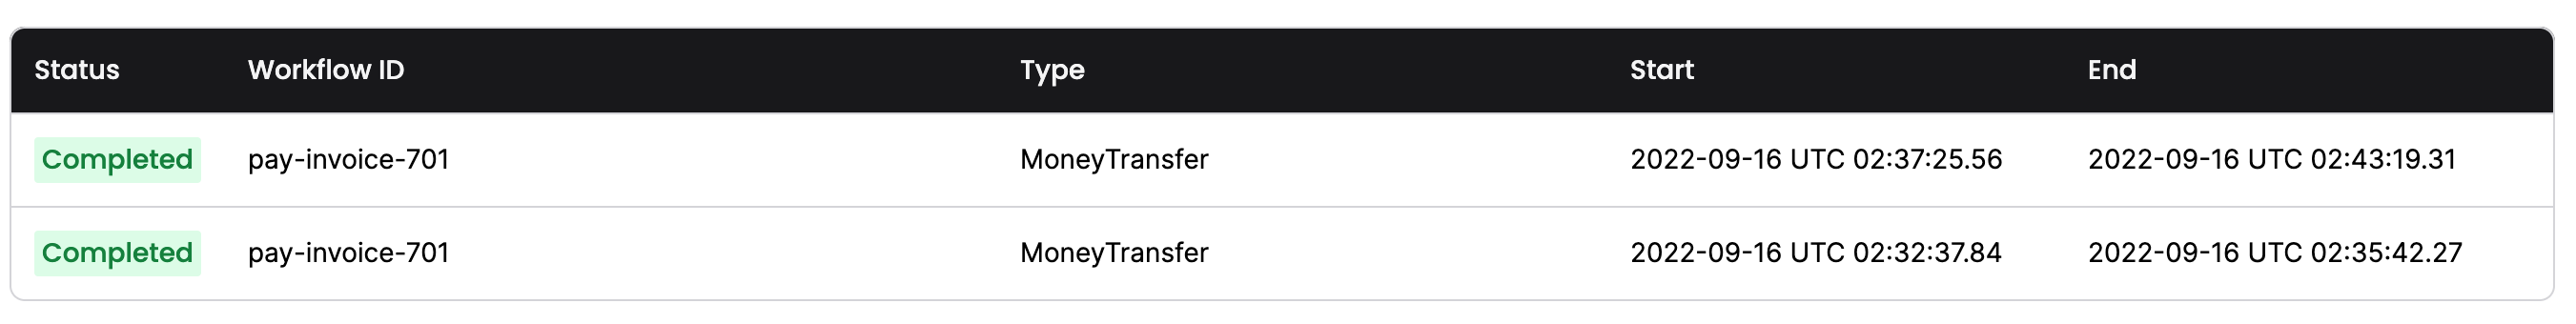 Status Workflow ID Type Start End
Completed pay-invoice-701 MoneyTransfer 2022-09-16 UTC 02:37:25.56 2022-09-16 UTC 02:43:19.31
Completed pay-invoice-701 MoneyTransfer 2022-09-16 UTC 02:32:37.84 2022-09-16 UTC 02:35:42.27